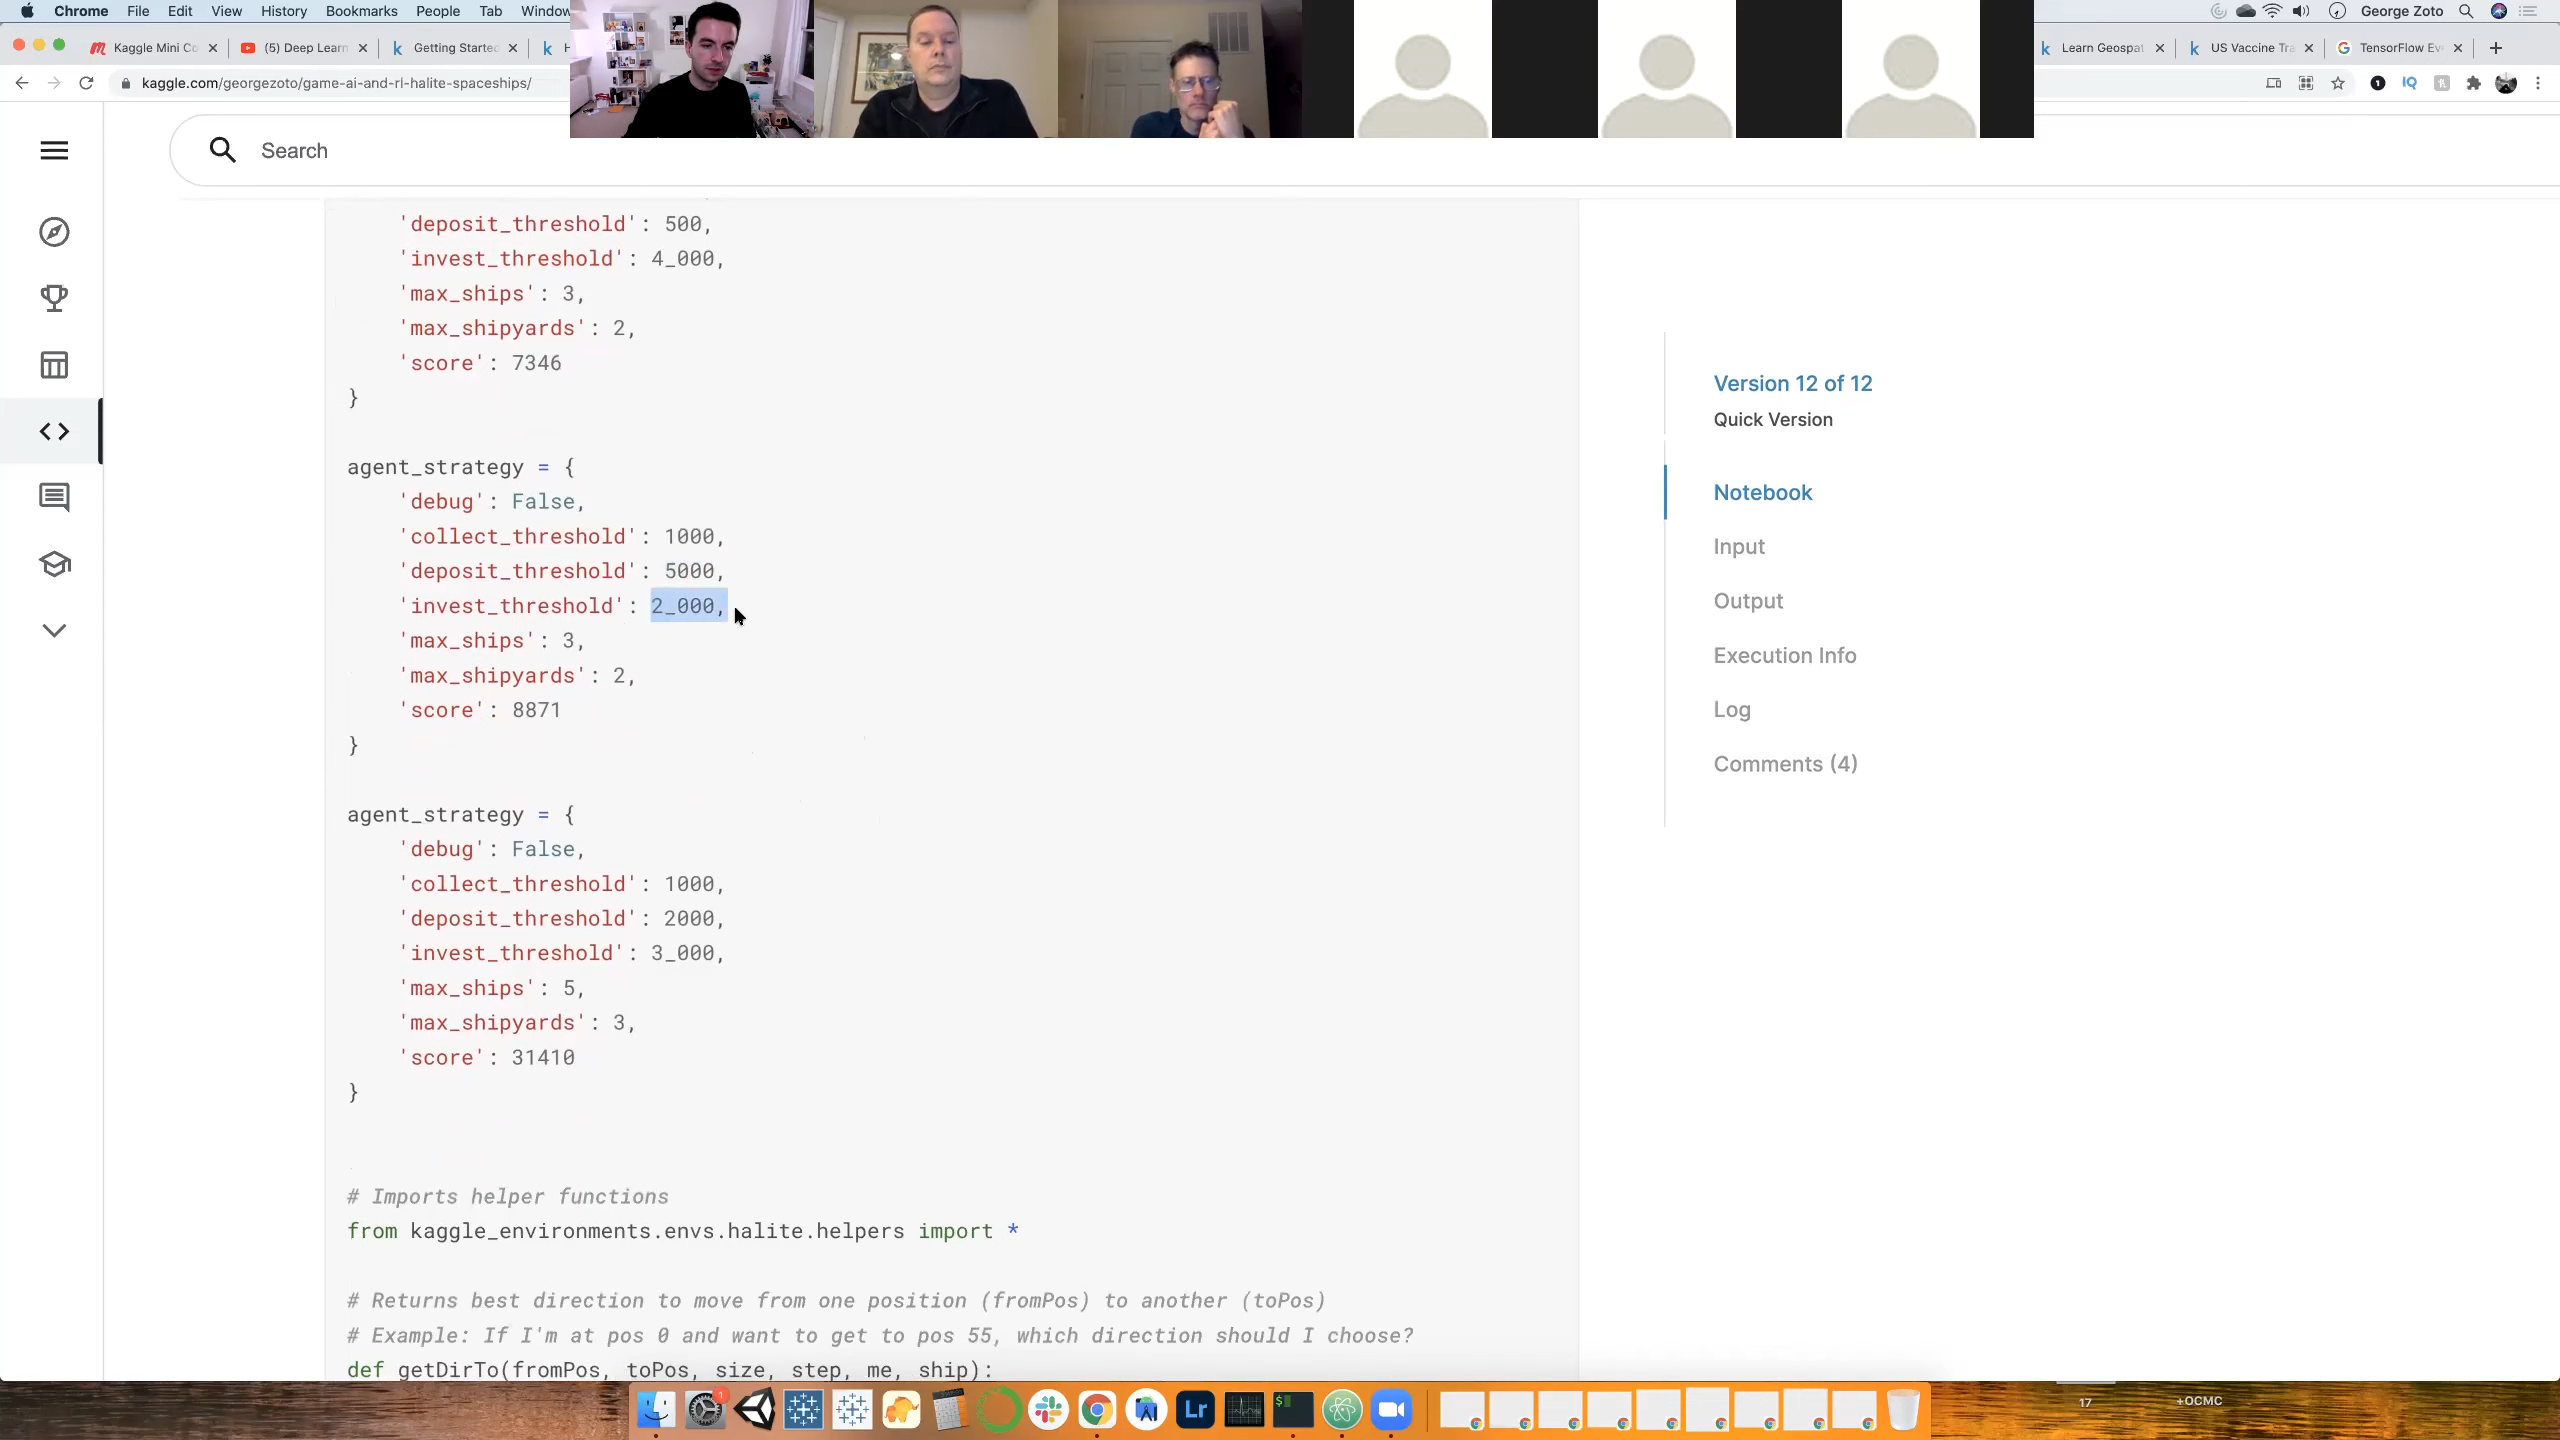 Chrome File Edit View History Bookmarks People Tab Window George Zoto
Kaggle Mini Co (5) Deep Learn Getting Starte Learn Geospat US Vaccine Tra TensorFlow Ev
kaggle.com/georgezoto/game-ai-and-rl-halite-spaceships/
Search
'deposit_threshold': 500,
'invest_threshold': 4_000,
'max_ships': 3,
'max_shipyards': 2,
'score': 7346
}
agent_strategy = {
'debug': False,
'collect_threshold': 1000,
'deposit_threshold': 5000,
'invest_threshold': 2_000,
'max_ships': 3,
'max_shipyards': 2,
'score': 8871
}
agent_strategy = {
'debug': False,
'collect_threshold': 1000,
'deposit_threshold': 2000,
'invest_threshold': 3_000,
'max_ships': 5,
'max_shipyards': 3,
'score': 31410
}
# Imports helper functions
from kaggle_environments.envs.halite.helpers import *
# Returns best direction to move from one position (fromPos) to another (toPos)
# Example: If I'm at pos 0 and want to get to pos 55, which direction should I choose?
def getDirTo(fromPos, toPos, size, step, me, ship):
Version 12 of 12
Quick Version
Notebook
Input
Output
Execution Info
Log
Comments (4)
Lr
17 +OCMC